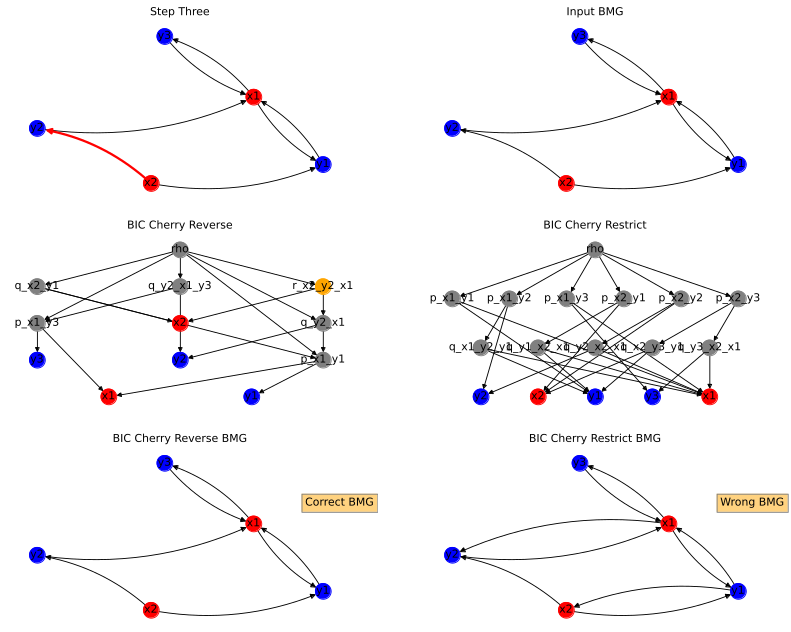 Step Three
Input BMG
y3
y3
x1
x1
y2
y2
y1
y1
x2
x2
BIC Cherry Reverse
rho
q_x2_y1
q_y2_x1_y3
r_x2_y2_x1
p_x1_y3
x2
q_y2_x1
y3
y2
p_x1_y1
x1
y1
BIC Cherry Restrict
rho
p_x1_y1
p_x1_y2
p_x1_y3
p_x2_y1
p_x2_y2
p_x2_y3
q_x1_y2_y1
q_y3_x2_x1
y2
x2
y1
y3
x1
BIC Cherry Reverse BMG
y3
Correct BMG
x1
y2
y1
x2
BIC Cherry Restrict BMG
y3
Wrong BMG
x1
y2
y1
x2